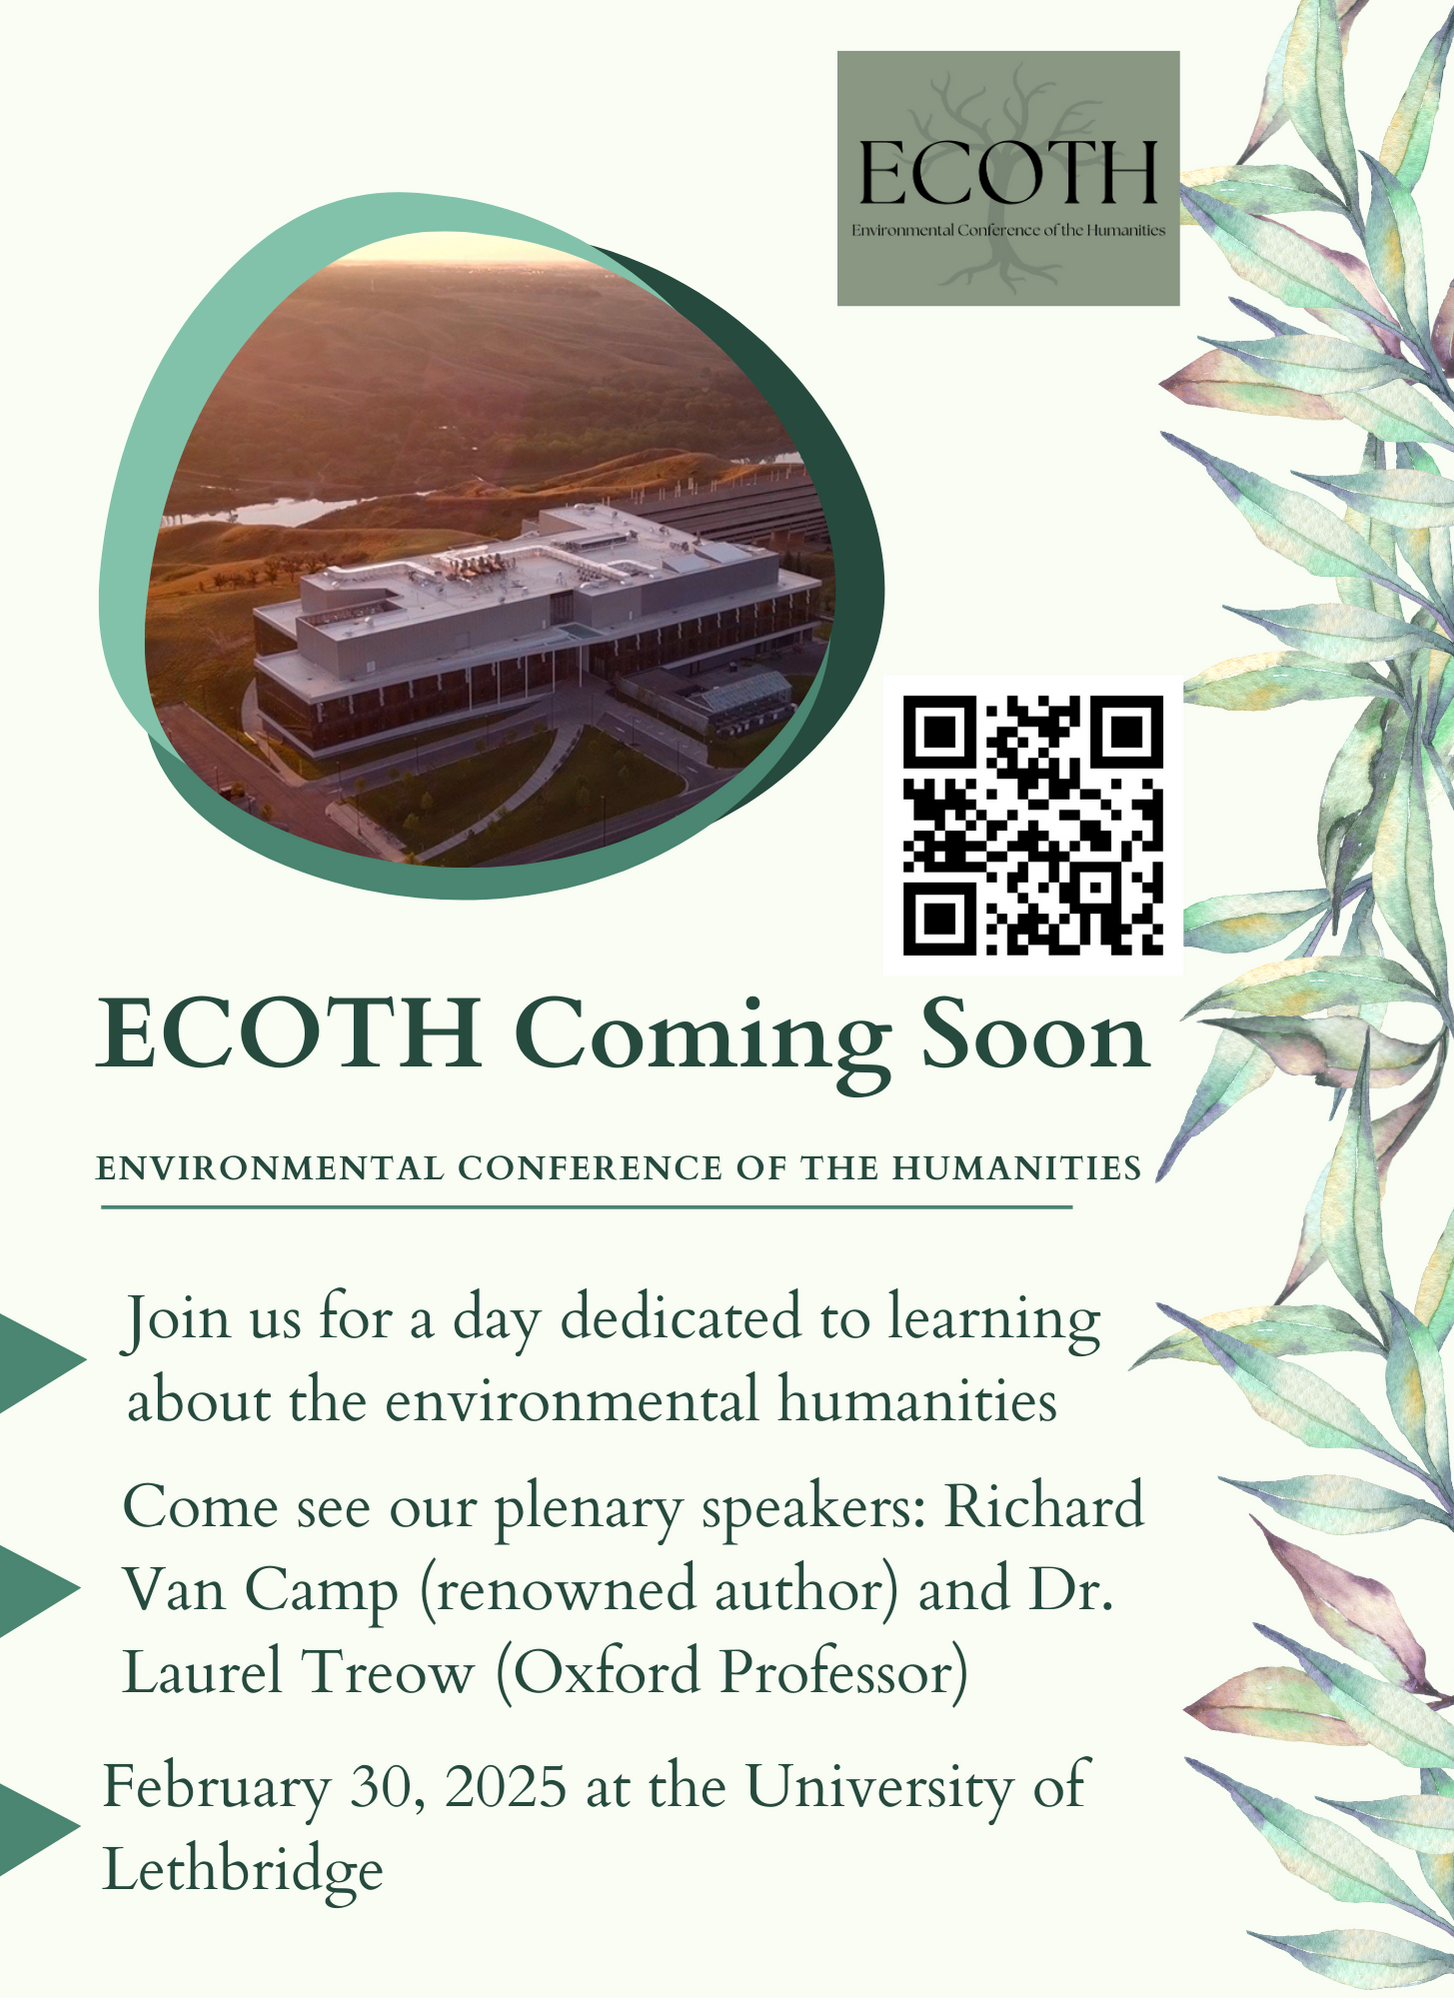 ECOTH
Environmental Conference of the Humanities
ECOTH Coming Soon
ENVIRONMENTAL CONFERENCE OF THE HUMANITIES
Join us for a day dedicated to learning
about the environmental humanities
Come see our plenary speakers: Richard
Van Camp (renowned author) and Dr.
Laurel Treow (Oxford Professor)
February 30, 2025 at the University of
Lethbridge